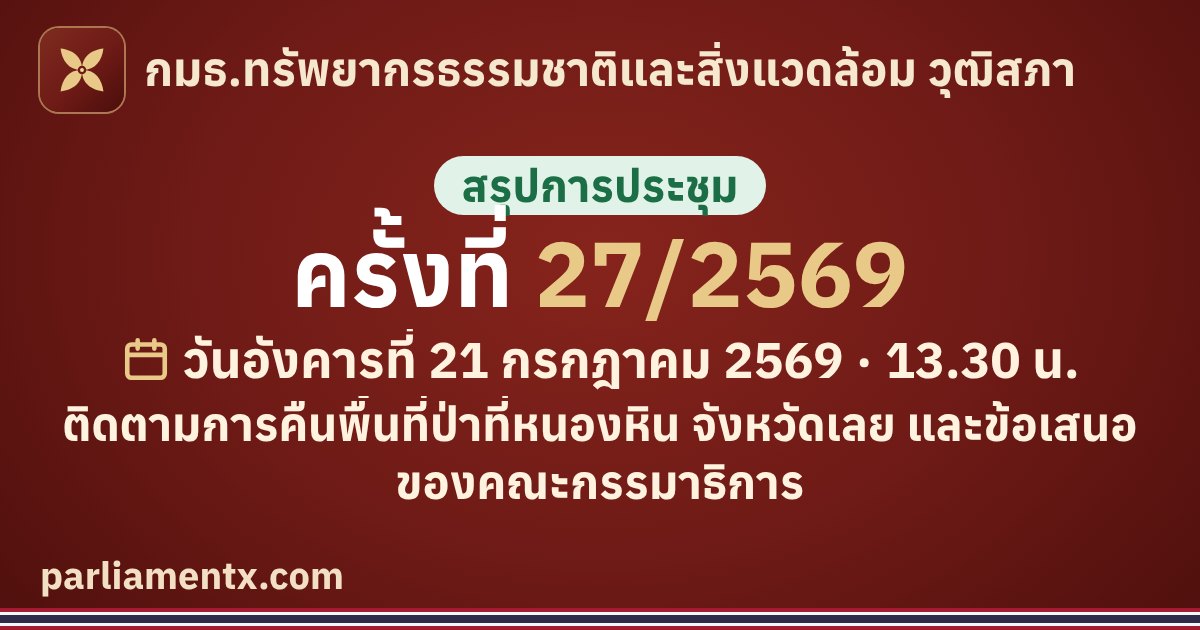 กมธ.ทรัพยากรธรรมชาติและสิ่งแวดล้อม วุฒิสภา
สรุปการประชุม
ครั้งที่ 27/2569
วันอังคารที่ 21 กรกฎาคม 2569 · 13.30 น.
ติดตามการคืนพื้นที่ป่าที่หนองหิน จังหวัดเลย และข้อเสนอ
ของคณะกรรมาธิการ
parliamentx.com